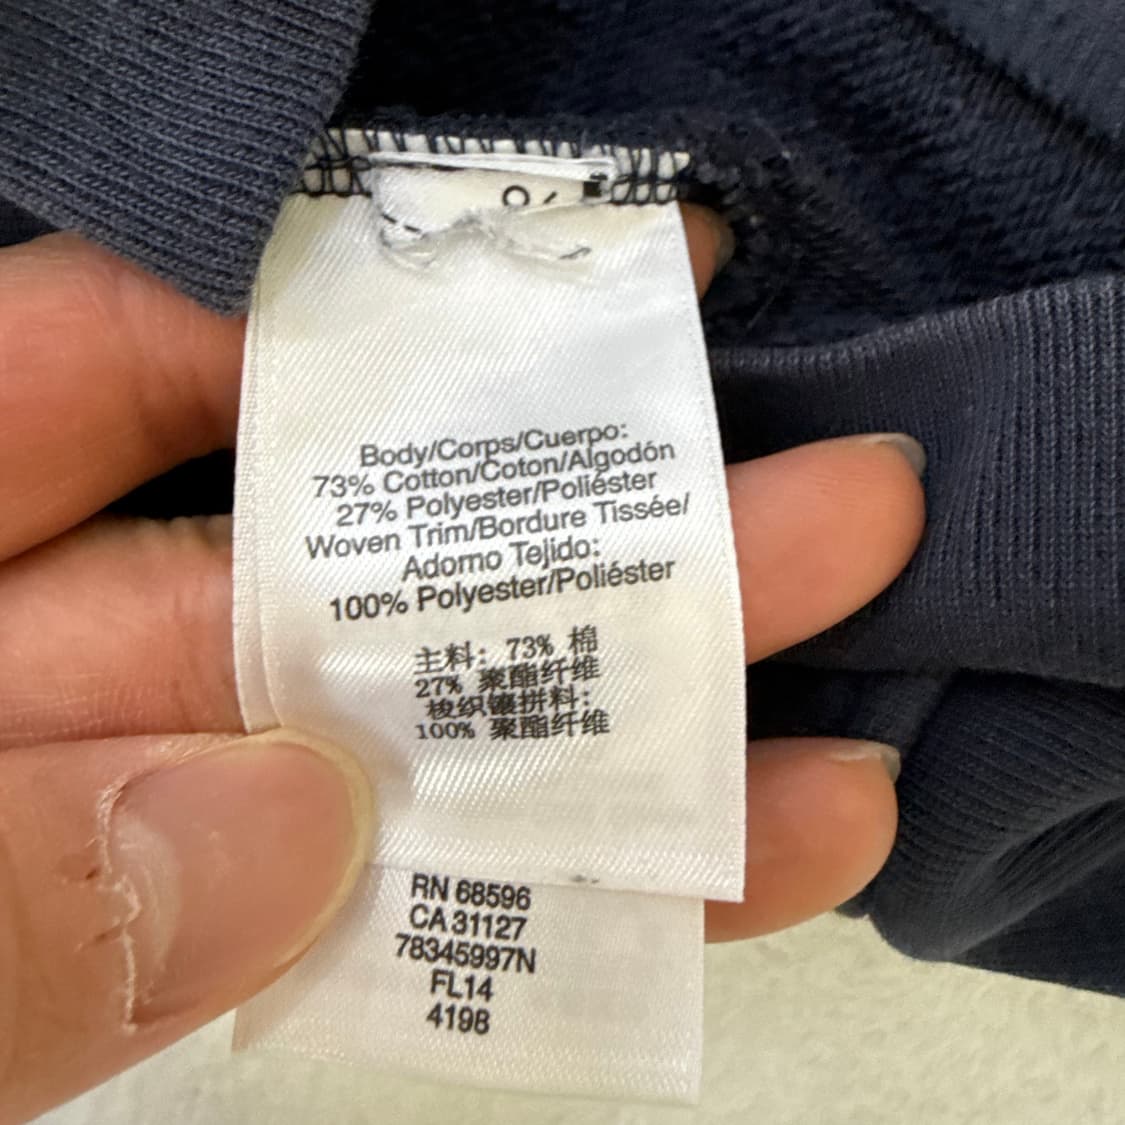 Body/Corps/Cuerpo:
73% Cotton/Coton/Algodón
27% Polyester/Poliéster
Woven Trim/Bordure Tissée/
Adorno Tejido:
100% Polyester/Poliéster
主料: 73% 棉
27% 聚酯纤维
梭织镶拼料:
100% 聚酯纤维
RN 68596
CA 31127
78345997N
FL14
4198